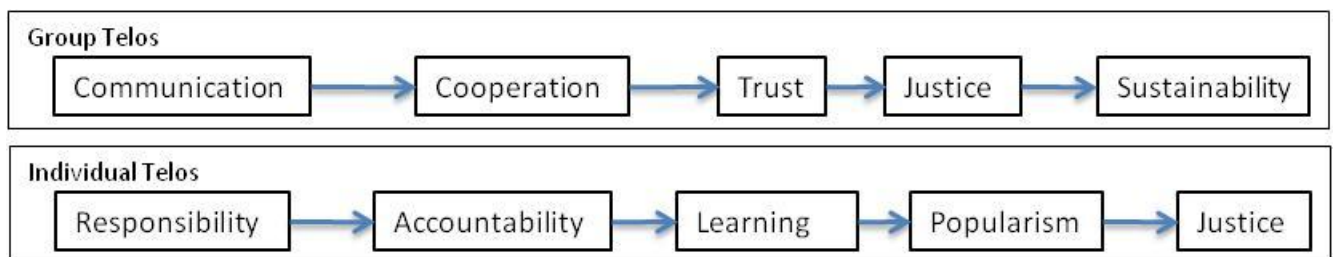 Group Telos
Communication Cooperation Trust Justice Sustainability
Individual Telos
Responsibility Accountability Learning Popularism Justice